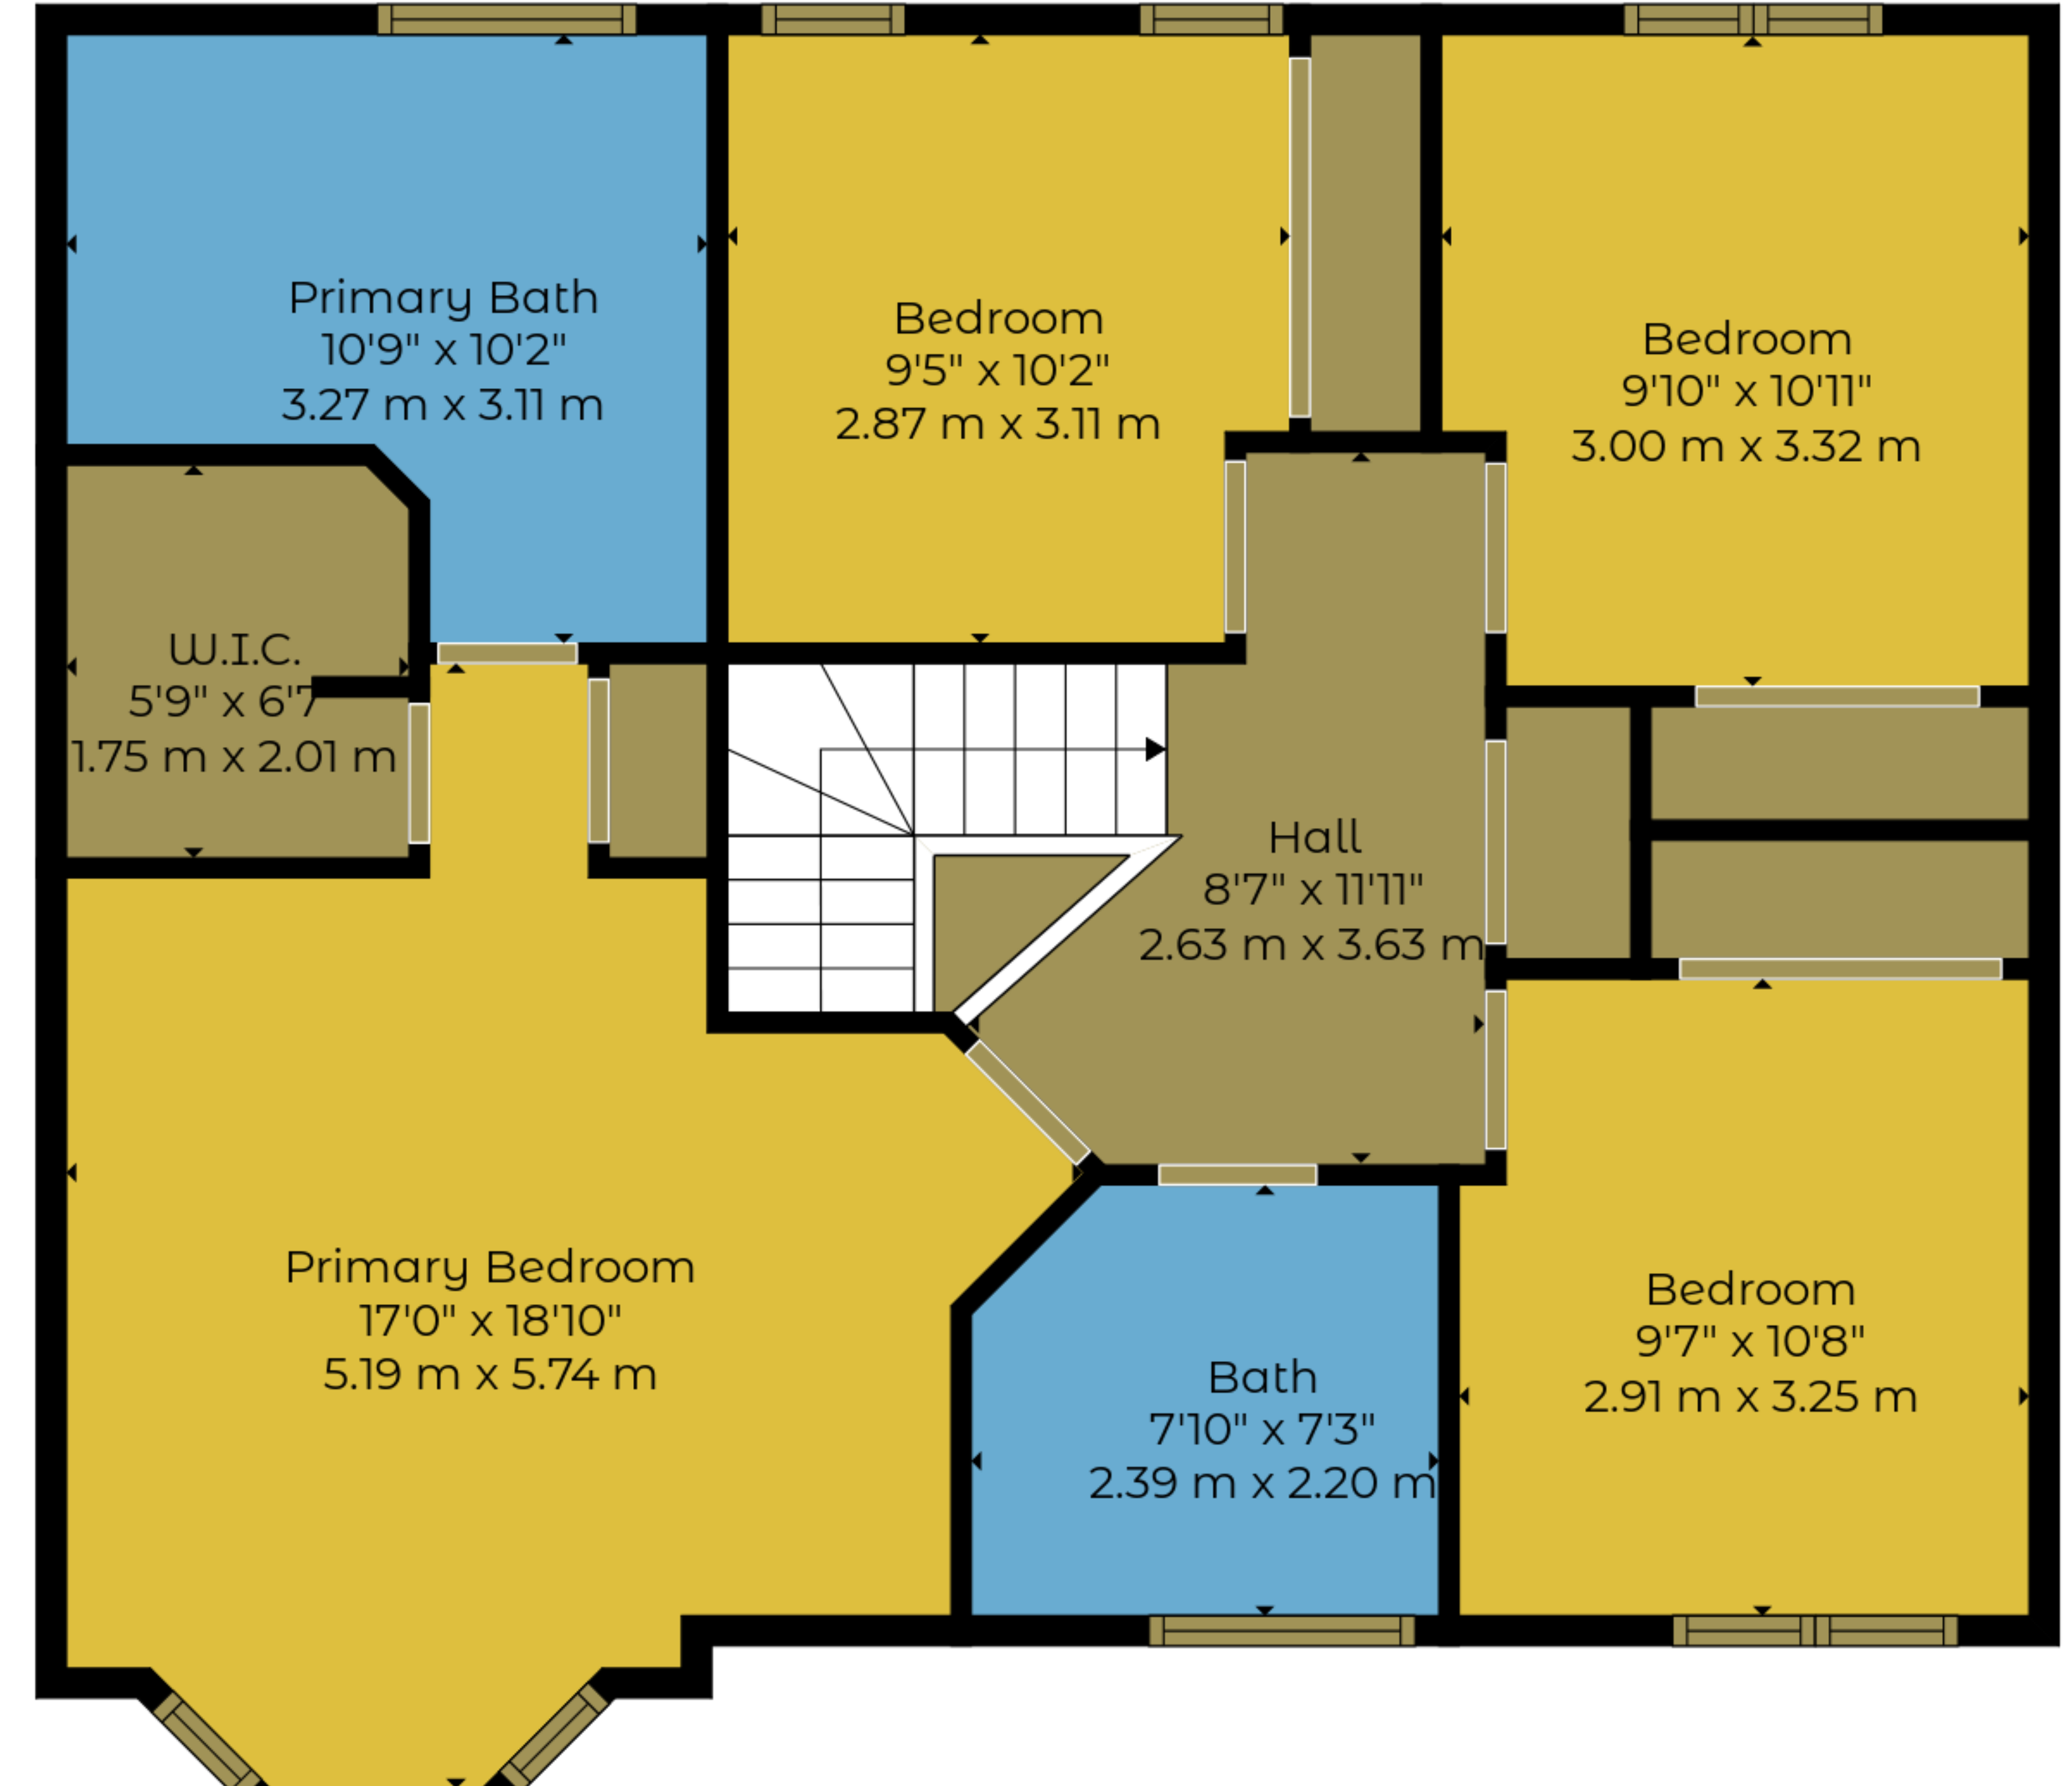 Primary Bath
10'9" x 10'2"
3.27 m x 3.11 m
Bedroom
9'5" x 10'2"
2.87 m x 3.11 m
Bedroom
9'10" x 10'11"
3.00 m x 3.32 m
W.I.C.
5'9" x 6'7
1.75 m x 2.01 m
Hall
8'7" x 11'11"
2.63 m x 3.63 m
Primary Bedroom
17'0" x 18'10"
5.19 m x 5.74 m
Bath
7'10" x 7'3"
2.39 m x 2.20 m
Bedroom
9'7" x 10'8"
2.91 m x 3.25 m